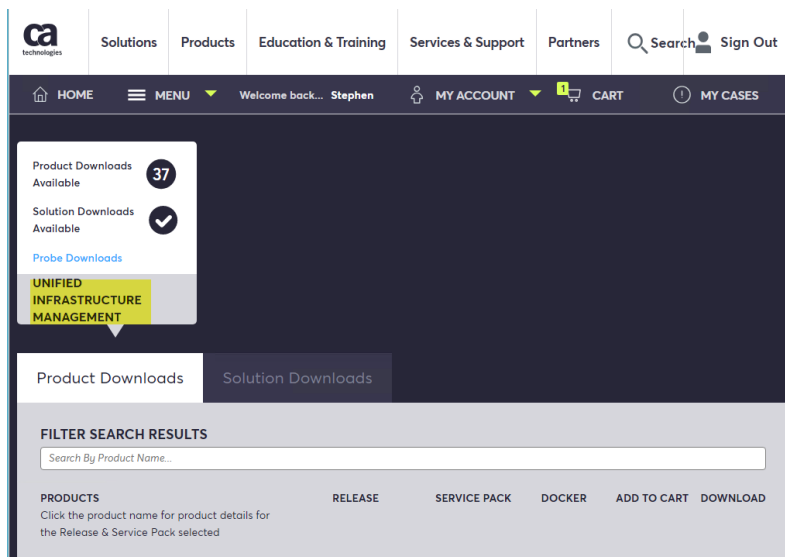 ca
technologies
Solutions Products Education & Training Services & Support Partners Search Sign Out
HOME MENU Welcome back... Stephen MY ACCOUNT 1 CART MY CASES
Product Downloads
Available
37
Solution Downloads
Available
Probe Downloads
UNIFIED
INFRASTRUCTURE
MANAGEMENT
Product Downloads Solution Downloads
FILTER SEARCH RESULTS
Search By Product Name...
PRODUCTS RELEASE SERVICE PACK DOCKER ADD TO CART DOWNLOAD
Click the product name for product details for
the Release & Service Pack selected